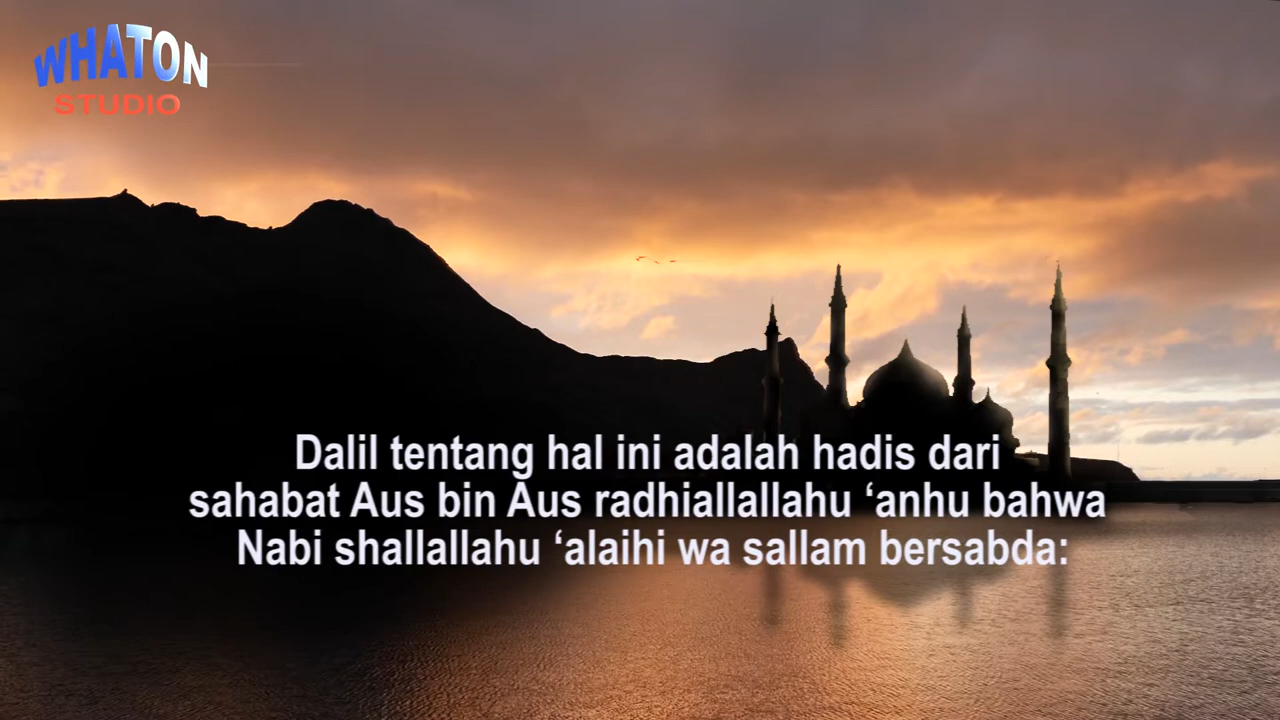 WHATON
STUDIO
Dalil tentang hal ini adalah hadis dari
sahabat Aus bin Aus radhiallallahu ‘anhu bahwa
Nabi shallallahu ‘alaihi wa sallam bersabda: